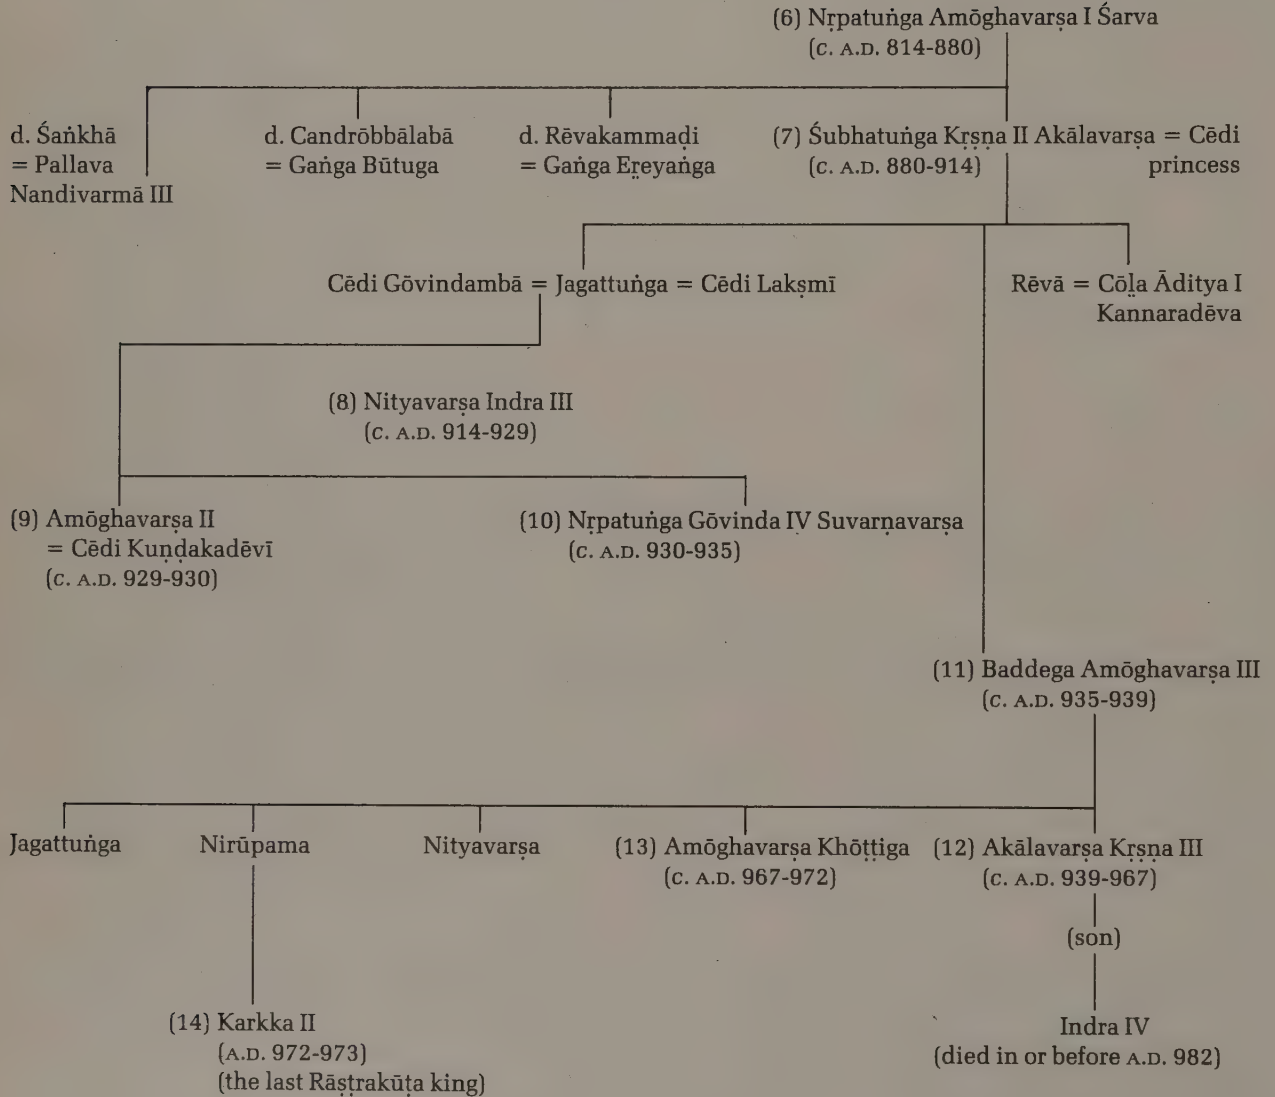 (6) Nṛpatuṅga Amōghavarṣa I Śarva
(C. A.D. 814-880)
d. Śaṅkhā
= Pallava
Nandivarmā III
d. Candrōbbālabā
= Gaṅga Būtuga
d. Rēvakammaḍi
= Gaṅga Eṟeyaṅga
(7) Śubhatuṅga Kṛṣṇa II Akālavarṣa = Cēdi
(C. A.D. 880-914) princess
Cēdi Gōvindambā = Jagattuṅga = Cēdi Lakṣmī
Rēvā = Cōḷa Āditya I
Kannaradēva
(8) Nityavarṣa Indra III
(C. A.D. 914-929)
(9) Amōghavarṣa II
= Cēdi Kuṇḍakadēvī
(C. A.D. 929-930)
(10) Nṛpatuṅga Gōvinda IV Suvarṇavarṣa
(C. A.D. 930-935)
(11) Baddega Amōghavarṣa III
(C. A.D. 935-939)
Jagattuṅga
Nirūpama
Nityavarṣa
(13) Amōghavarṣa Khōṭṭiga
(C. A.D. 967-972)
(12) Akālavarṣa Kṛṣṇa III
(C. A.D. 939-967)
(son)
(14) Karkka II
(A.D. 972-973)
(the last Rāṣṭrakūṭa king)
Indra IV
(died in or before A.D. 982)